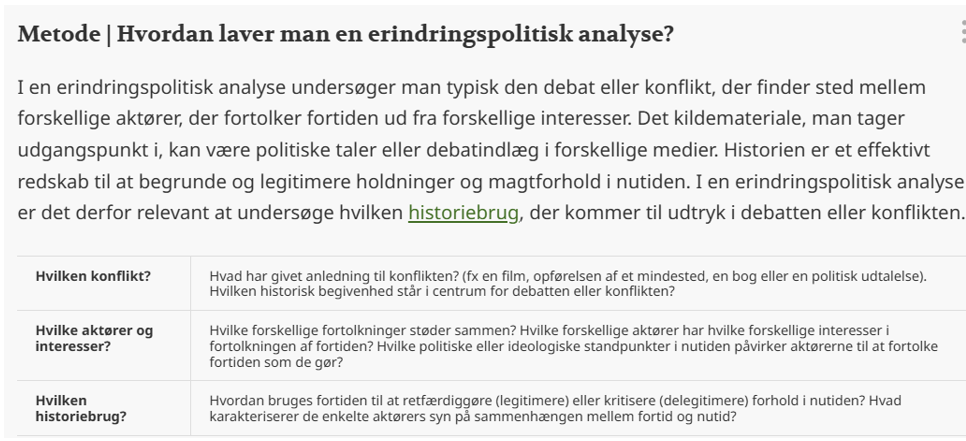 Metode | Hvordan laver man en erindringspolitisk analyse?
I en erindringspolitisk analyse undersøger man typisk den debat eller konflikt, der finder sted mellem
forskellige aktører, der fortolker fortiden ud fra forskellige interesser. Det kildemateriale, man tager
udgangspunkt i, kan være politiske taler eller debatindlæg i forskellige medier. Historien er et effektivt
redskab til at begrunde og legitimere holdninger og magtforhold i nutiden. I en erindringspolitisk analyse
er det derfor relevant at undersøge hvilken historiebrug, der kommer til udtryk i debatten eller konflikten.
Hvilken konflikt?
Hvad har givet anledning til konflikten? (fx en film, opførelsen af et mindested, en bog eller en politisk udtalelse).
Hvilken historisk begivenhed står i centrum for debatten eller konflikten?
Hvilke aktører og
interesser?
Hvilke forskellige fortolkninger støder sammen? Hvilke forskellige aktører har hvilke forskellige interesser i
fortolkningen af fortiden? Hvilke politiske eller ideologiske standpunkter i nutiden påvirker aktørerne til at fortolke
fortiden som de gør?
Hvilken
historiebrug?
Hvordan bruges fortiden til at retfærdiggøre (legitimere) eller kritisere (delegitimere) forhold i nutiden? Hvad
karakteriserer de enkelte aktørers syn på sammenhængen mellem fortid og nutid?